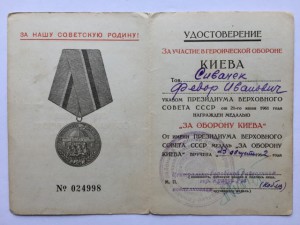 ЗА НАШУ СОВЕТСКУЮ РОДИНУ!
№ 024998
УДОСТОВЕРЕНИЕ
ЗА УЧАСТИЕ В ГЕРОИЧЕСКОЙ ОБОРОНЕ
КИЕВА
Тов. Сиванек
Федор Иванович
УКАЗОМ ПРЕЗИДИУМА ВЕРХОВНОГО
СОВЕТА СССР от 21-го июня 1961 года
НАГРАЖДЕН МЕДАЛЬЮ
„ЗА ОБОРОНУ КИЕВА“
От имени ПРЕЗИДИУМА ВЕРХОВНОГО
СОВЕТА СССР МЕДАЛЬ „ЗА ОБОРОНУ
КИЕВА“ вручена
М. П.